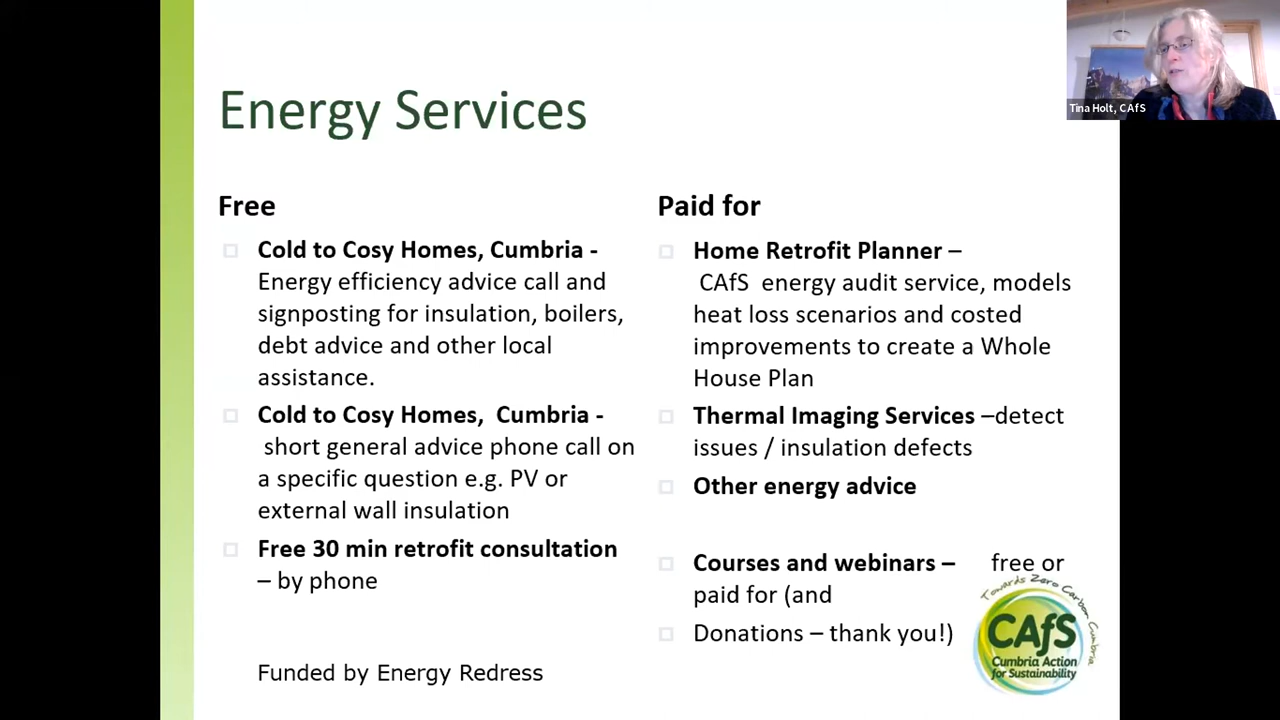 Energy Services
Free
Cold to Cosy Homes, Cumbria -
Energy efficiency advice call and
signposting for insulation, boilers,
debt advice and other local
assistance.
Cold to Cosy Homes,  Cumbria -
short general advice phone call on
a specific question e.g. PV or
external wall insulation
Free 30 min retrofit consultation
– by phone
Funded by Energy Redress
Paid for
Home Retrofit Planner –
CAfS  energy audit service, models
heat loss scenarios and costed
improvements to create a Whole
House Plan
Thermal Imaging Services –detect
issues / insulation defects
Other energy advice
Courses and webinars –     free or
paid for (and
Donations – thank you!)
Towards Zero Carbon Cumbria
CAfS
Cumbria Action
for Sustainability
Tina Holt, CAfS